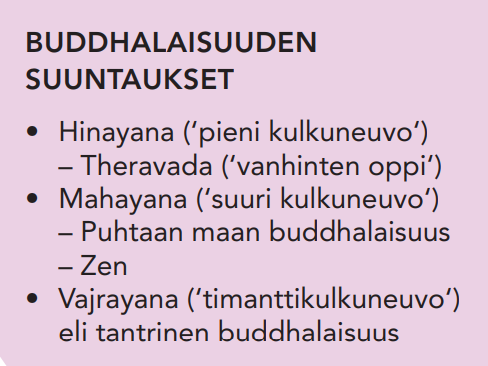 BUDDHALAISUUDEN
SUUNTAUKSET
• Hinayana (’pieni kulkuneuvo’)
– Theravada (’vanhinten oppi’)
• Mahayana (’suuri kulkuneuvo’)
– Puhtaan maan buddhalaisuus
– Zen
• Vajrayana (’timanttikulkuneuvo’)
eli tantrinen buddhalaisuus